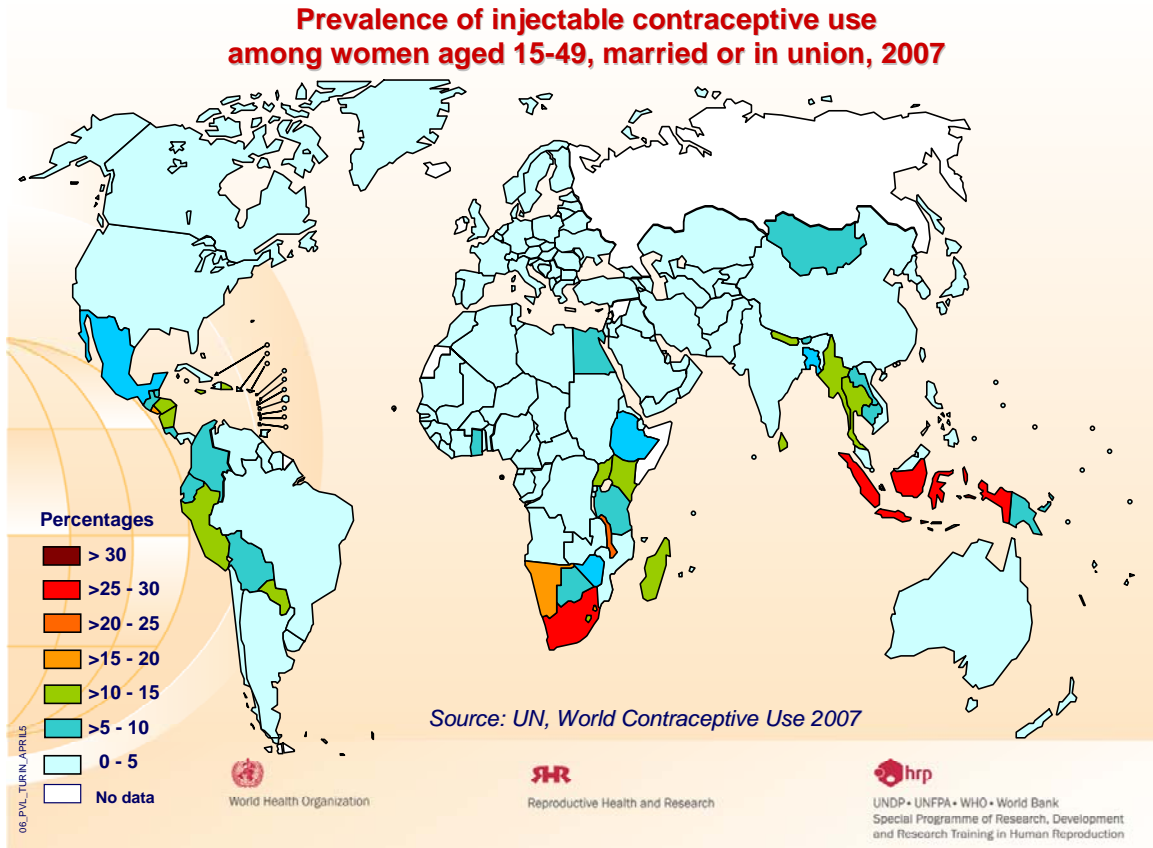 Prevalence of injectable contraceptive use
among women aged 15-49, married or in union, 2007
Percentages
> 30
>25 - 30
>20 - 25
>15 - 20
>10 - 15
>5 - 10
0 - 5
No data
Source: UN, World Contraceptive Use 2007
06_PVL_TURIN_APRIL5
World Health Organization
RHR
Reproductive Health and Research
hrp
UNDP • UNFPA • WHO • World Bank
Special Programme of Research, Development
and Research Training in Human Reproduction